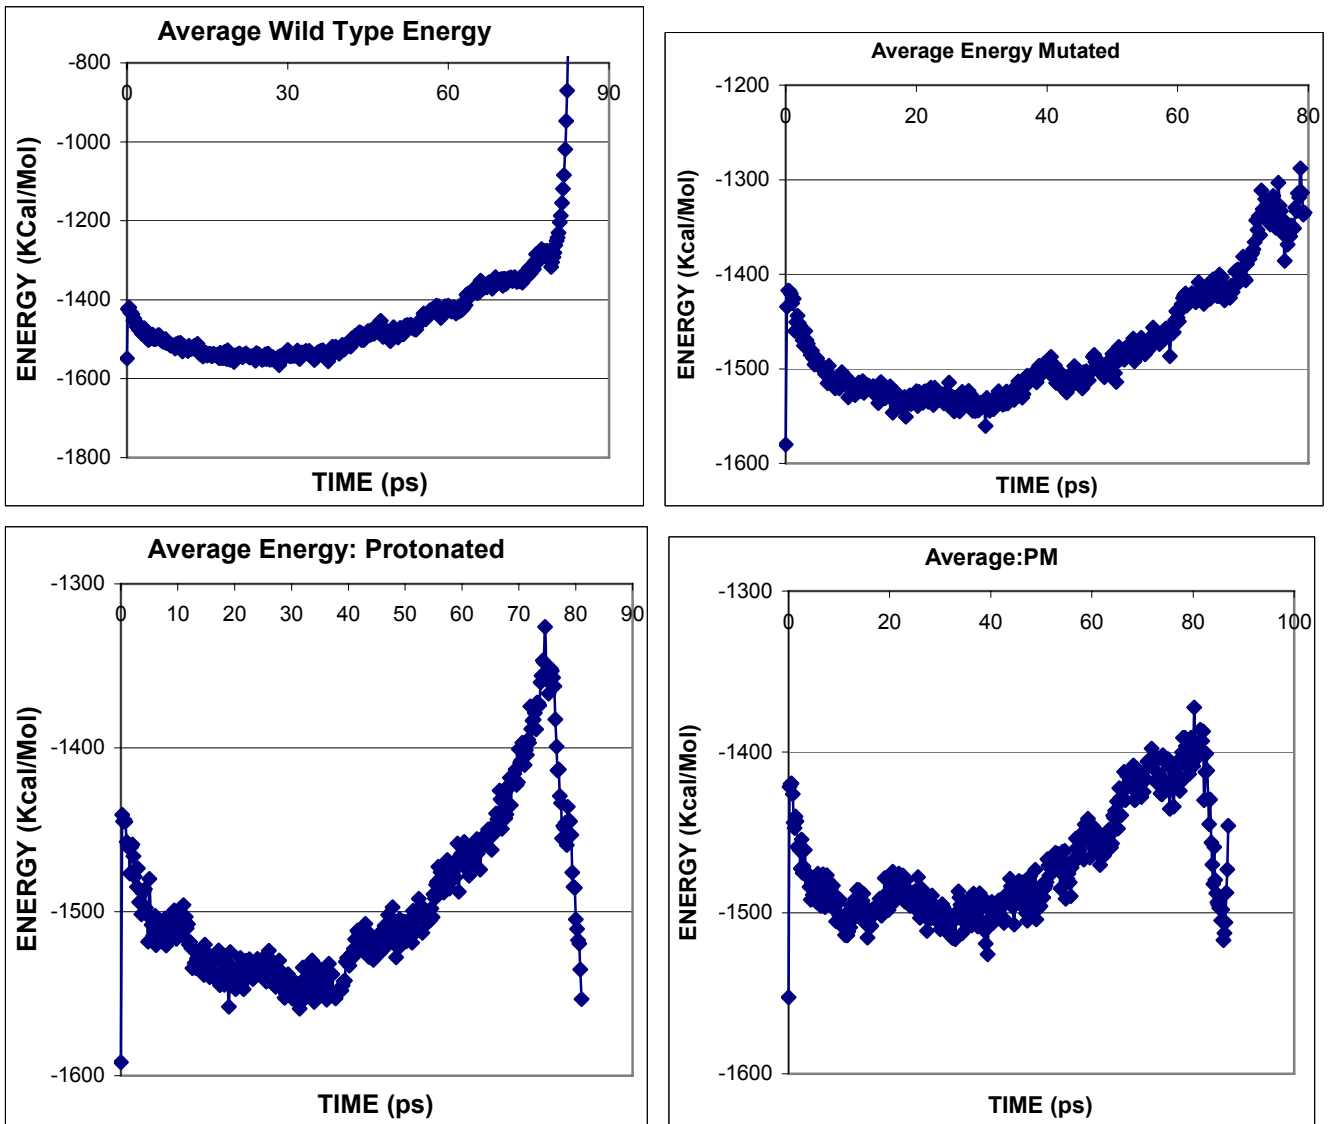 Average Wild Type Energy
-800
-1000
-1200
-1400
-1600
-1800
0 30 60 90
ENERGY (KCal/Mol)
TIME (ps)
Average Energy Mutated
-1200
-1300
-1400
-1500
-1600
0 20 40 60 80
ENERGY (Kcal/Mol)
TIME (ps)
Average Energy: Protonated
-1300
-1400
-1500
-1600
0 10 20 30 40 50 60 70 80 90
ENERGY (Kcal/Mol)
TIME (ps)
Average:PM
-1300
-1400
-1500
-1600
0 20 40 60 80 100
ENERGY (Kcal/Mol)
TIME (ps)